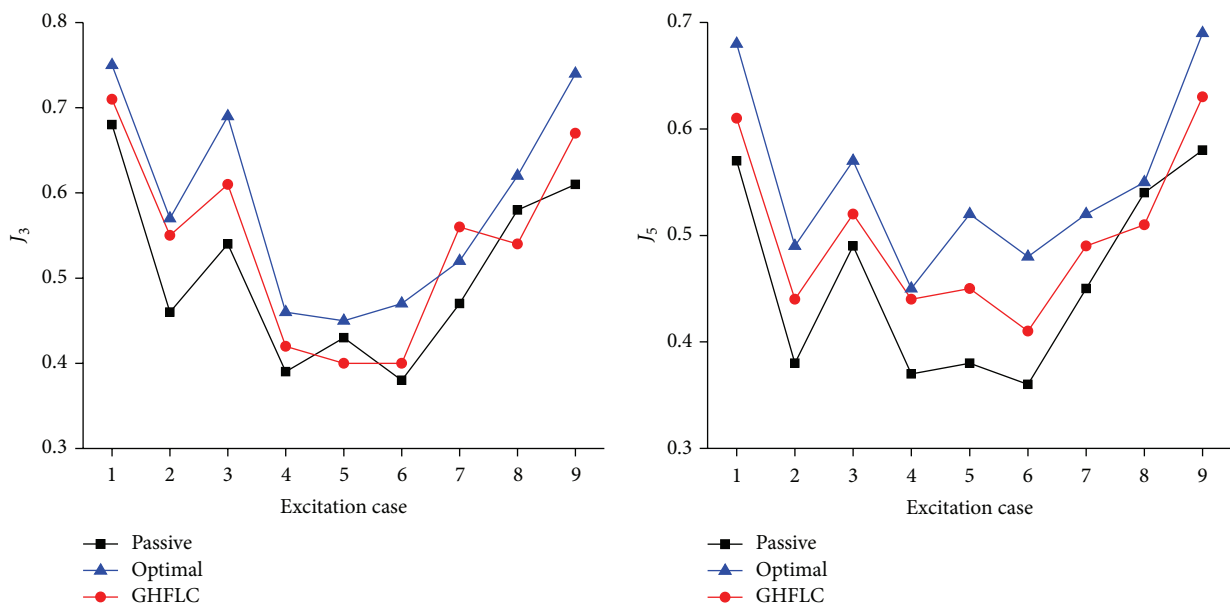 0.8
0.7
0.6
0.5
0.4
0.3
J3
1 2 3 4 5 6 7 8 9
Excitation case
Passive
Optimal
GHFLC
0.7
0.6
0.5
0.4
0.3
J5
1 2 3 4 5 6 7 8 9
Excitation case
Passive
Optimal
GHFLC